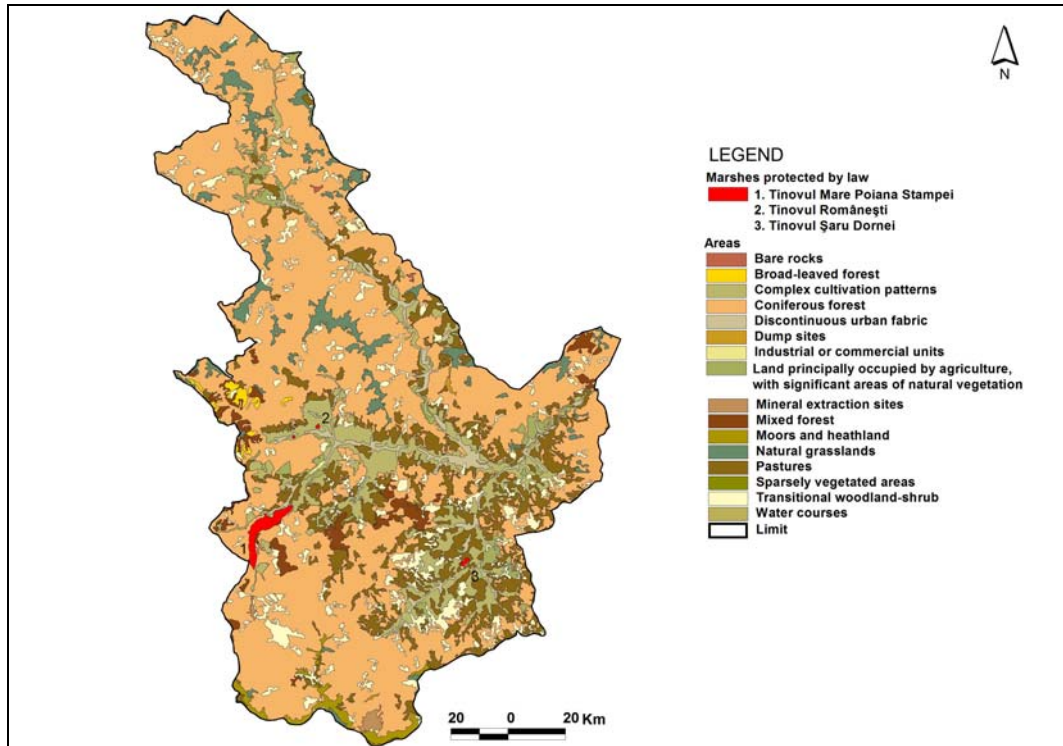 N
LEGEND
Marshes protected by law
1. Tinovul Mare Poiana Stampei
2. Tinovul Românești
3. Tinovul Șaru Dornei
Areas
Bare rocks
Broad-leaved forest
Complex cultivation patterns
Coniferous forest
Discontinuous urban fabric
Dump sites
Industrial or commercial units
Land principally occupied by agriculture,
with significant areas of natural vegetation
Mineral extraction sites
Mixed forest
Moors and heathland
Natural grasslands
Pastures
Sparsely vegetated areas
Transitional woodland-shrub
Water courses
Limit
2
1
3
20 0 20 Km